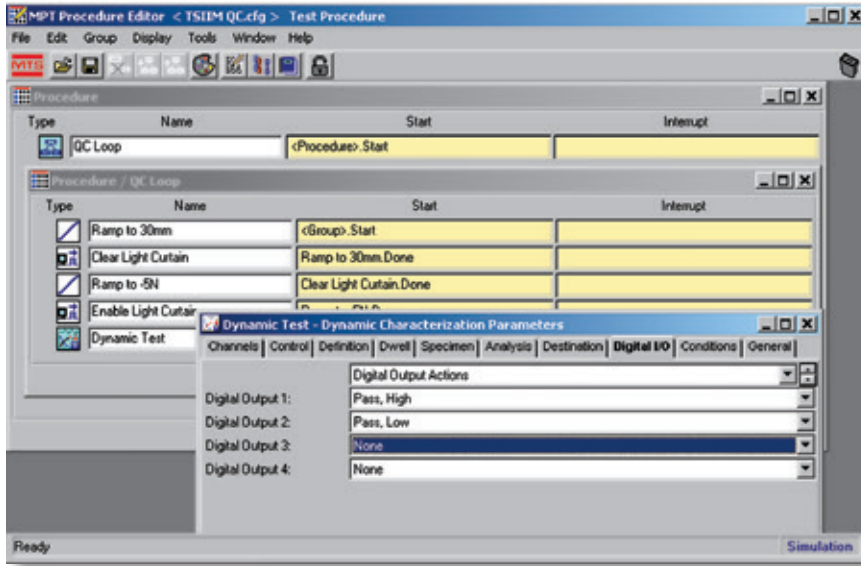 MPT Procedure Editor < TSIIM QC.cfg > Test Procedure
File Edit Group Display Tools Window Help
MTS
Procedure
Type Name Start Interrupt
QC Loop <Procedure>.Start
Procedure / QC Loop
Type Name Start Interrupt
Ramp to 30mm <Group>.Start
Clear Light Curtain Ramp to 30mm.Done
Ramp to -5N Clear Light Curtain.Done
Enable Light Curtain
Dynamic Test
Dynamic Test - Dynamic Characterization Parameters
Channels Control Definition Dwell Specimen Analysis Destination Digital I/O Conditions General
Digital Output Actions
Digital Output 1: Pass, High
Digital Output 2: Pass, Low
Digital Output 3: None
Digital Output 4: None
Ready Simulation